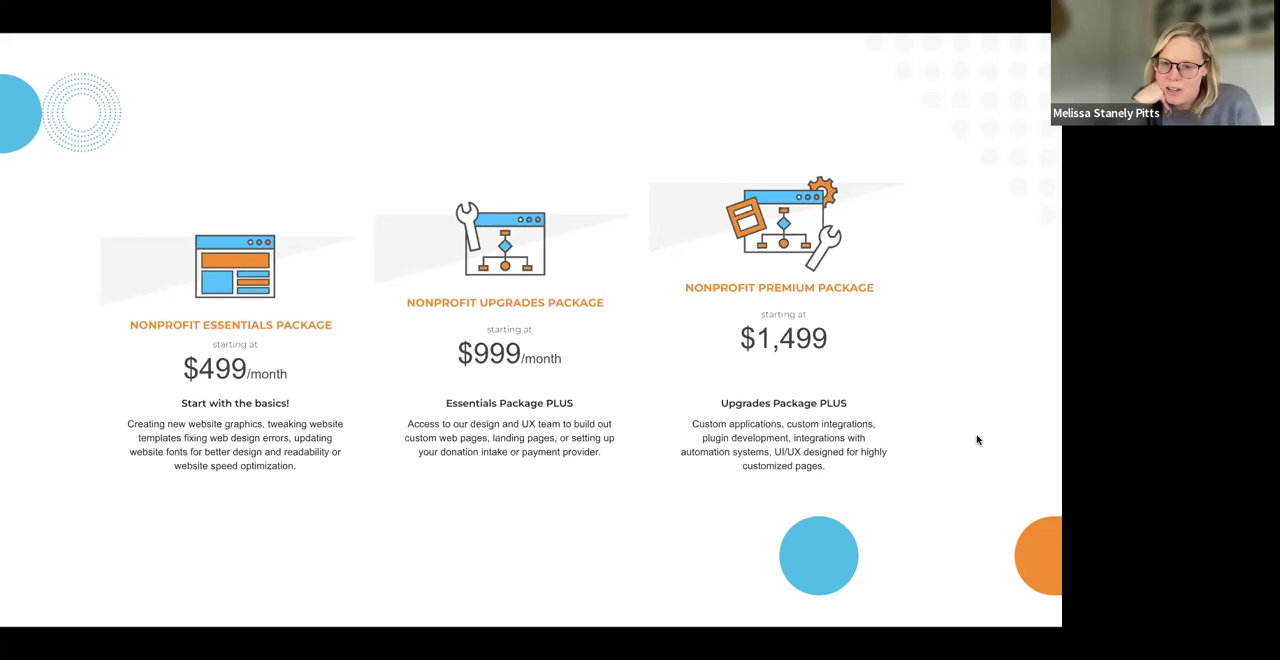 Melissa Stanely Pitts
NONPROFIT ESSENTIALS PACKAGE
starting at
$499/month
Start with the basics!
Creating new website graphics, tweaking website
templates fixing web design errors, updating
website fonts for better design and readability or
website speed optimization.
NONPROFIT UPGRADES PACKAGE
starting at
$999/month
Essentials Package PLUS
Access to our design and UX team to build out
custom web pages, landing pages, or setting up
your donation intake or payment provider.
NONPROFIT PREMIUM PACKAGE
starting at
$1,499
Upgrades Package PLUS
Custom applications, custom integrations,
plugin development, integrations with
automation systems, UI/UX designed for highly
customized pages.